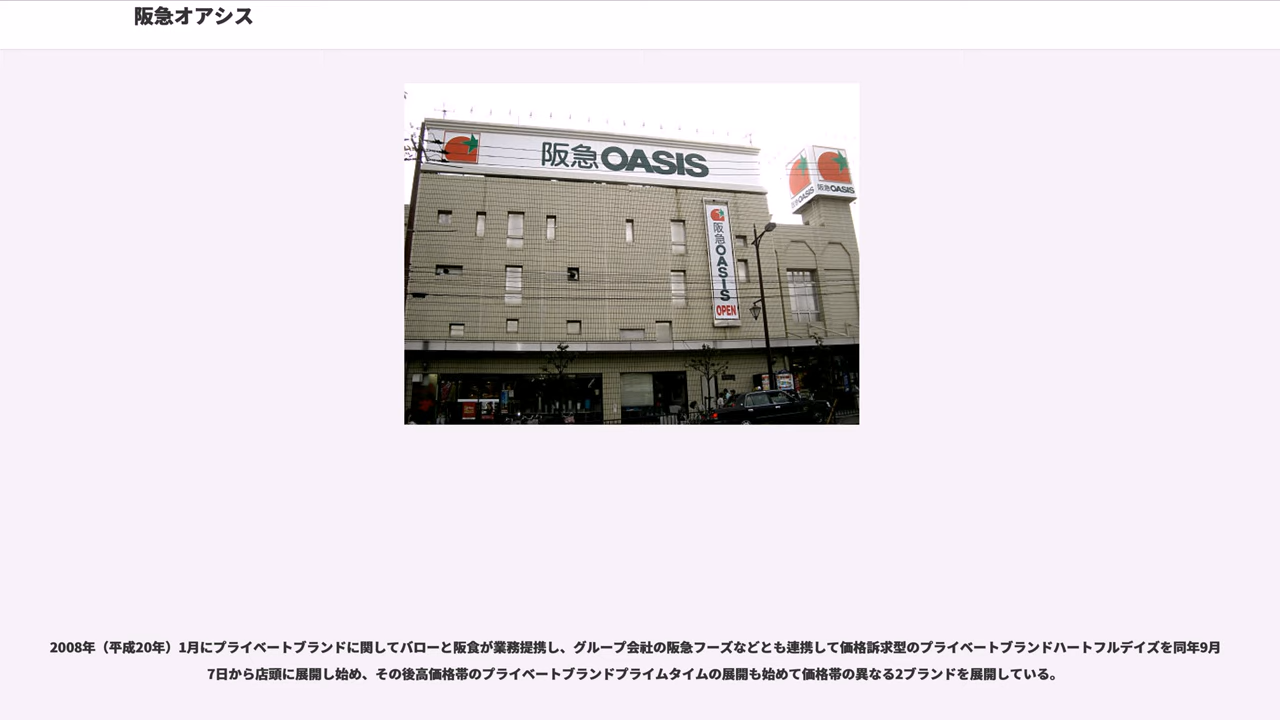 阪急オアシス
阪急OASIS
阪急OASIS
阪急OASIS
阪急OASIS
OPEN
2008年（平成20年）1月にプライベートブランドに関してバローと阪食が業務提携し、グループ会社の阪急フーズなどとも連携して価格訴求型のプライベートブランドハートフルデイズを同年9月
7日から店頭に展開し始め、その後高価格帯のプライベートブランドプライムタイムの展開も始めて価格帯の異なる2ブランドを展開している。